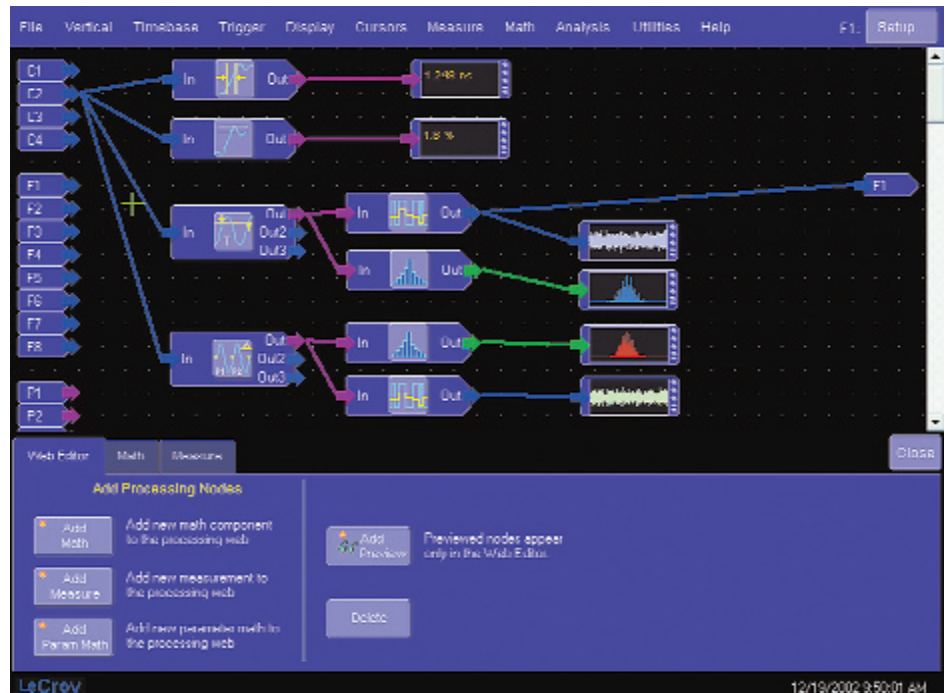 File Vertical Timebase Trigger Display Cursors Measure Math Analysis Utilities Help F1: Setup
C1
C2
C3
C4
F1
F2
F3
F4
F5
F6
F7
F8
P1
P2
In Out
1.248 ns
In Out
1.8 %
In Out
Out2
Out3
In Out
F1
In Out
In Out
Out2
Out3
In Out
In Out
Web Editor Math Measure Close
Add Processing Nodes
Add Math
Add new math component
to the processing web
Add Measure
Add new measurement to
the processing web
Add Param Math
Add new parameter math to
the processing web
Add Preview
Previewed nodes appear
only in the Web Editor.
Delete
LeCroy 12/19/2002 9:50:01 AM